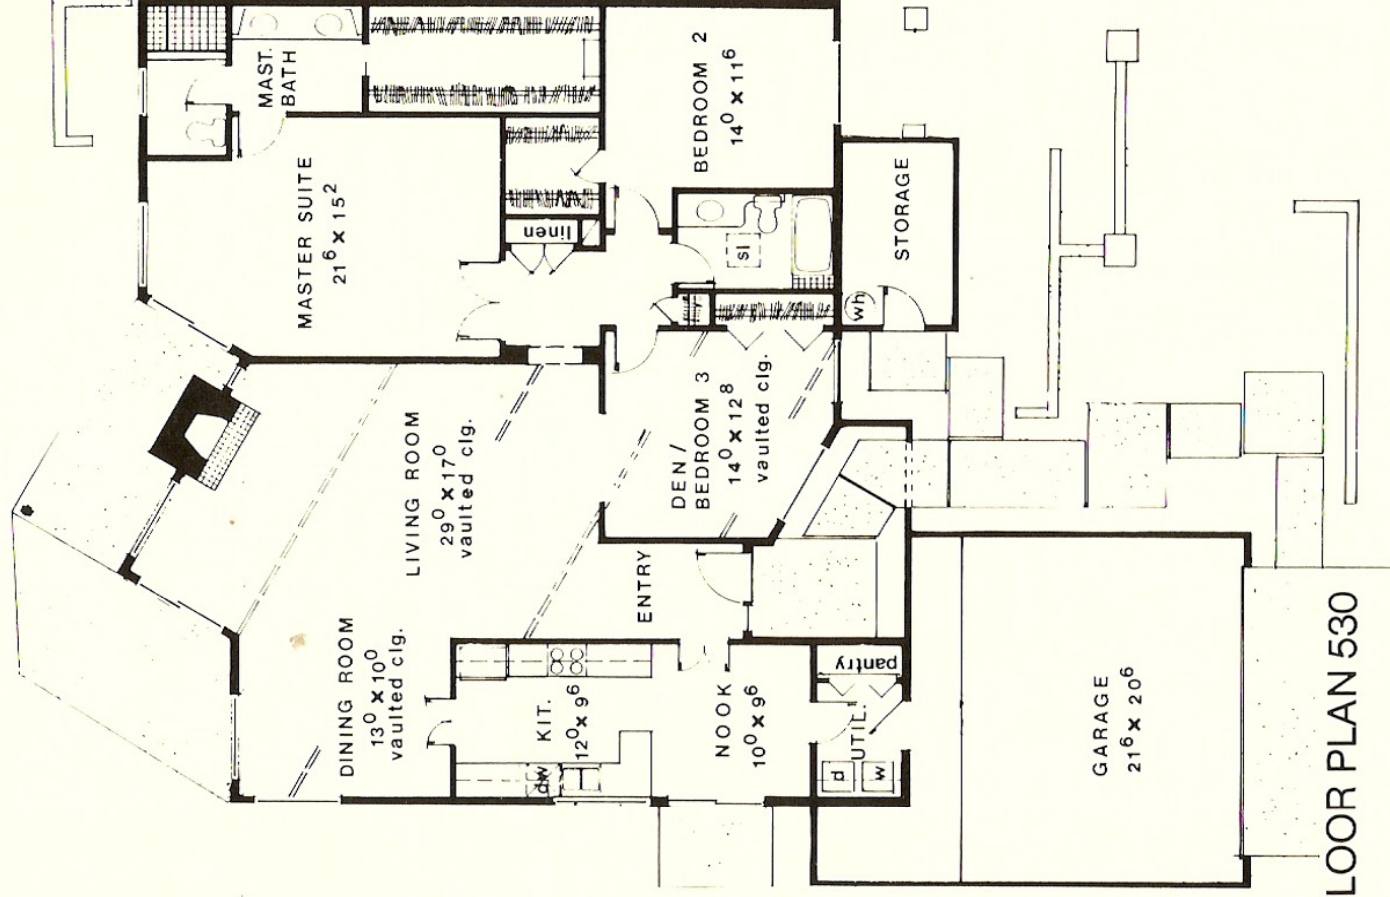 MAST.
BATH
MASTER SUITE
21⁶ x 15²
linen
BEDROOM 2
14⁰ x 11⁶
sl
STORAGE
wh
LIVING ROOM
29⁰ x 17⁰
vaulted clg.
DEN/
BEDROOM 3
14⁰ x 12⁸
vaulted clg.
DINING ROOM
13⁰ x 10⁰
vaulted clg.
ENTRY
KIT.
12⁰ x 9⁶
dw
NOOK
10⁰ x 9⁶
pantry
UTIL.
d
w
GARAGE
21⁶ x 20⁶
LOOR PLAN 530